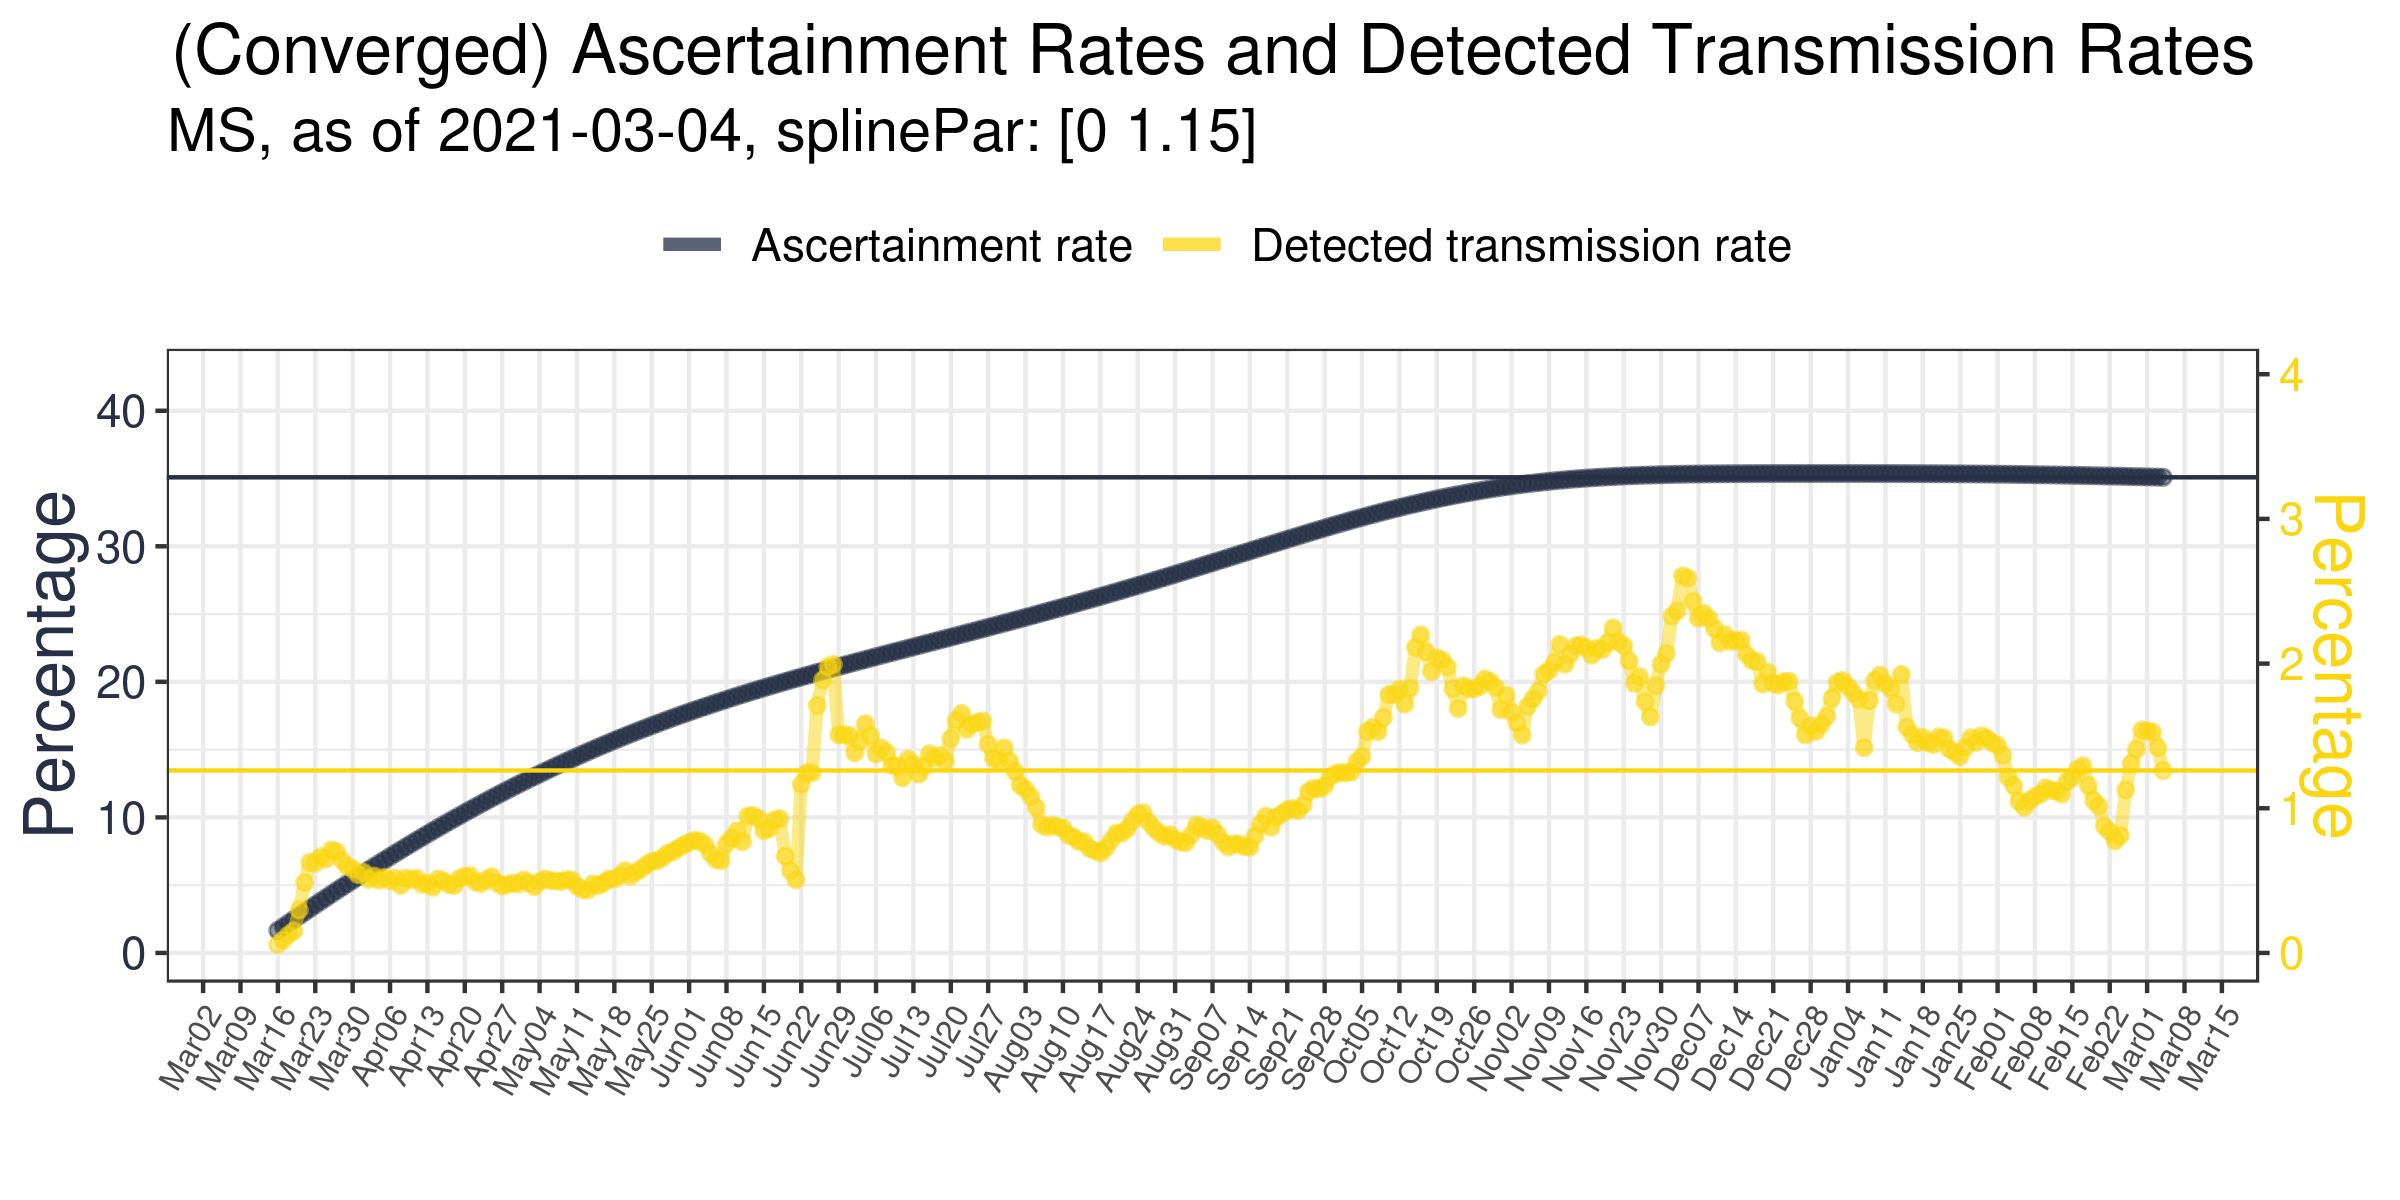 (Converged) Ascertainment Rates and Detected Transmission Rates
MS, as of 2021-03-04, splinePar: [0 1.15]
Ascertainment rate Detected transmission rate
Percentage
40
30
20
10
0
4
3
2
1
0
Percentage
Mar02 Mar09 Mar16 Mar23 Mar30 Apr06 Apr13 Apr20 Apr27 May04 May11 May18 May25 Jun01 Jun08 Jun15 Jun22 Jun29 Jul06 Jul13 Jul20 Jul27 Aug03 Aug10 Aug17 Aug24 Aug31 Sep07 Sep14 Sep21 Sep28 Oct05 Oct12 Oct19 Oct26 Nov02 Nov09 Nov16 Nov23 Nov30 Dec07 Dec14 Dec21 Dec28 Jan04 Jan11 Jan18 Jan25 Feb01 Feb08 Feb15 Feb22 Mar01 Mar08 Mar15